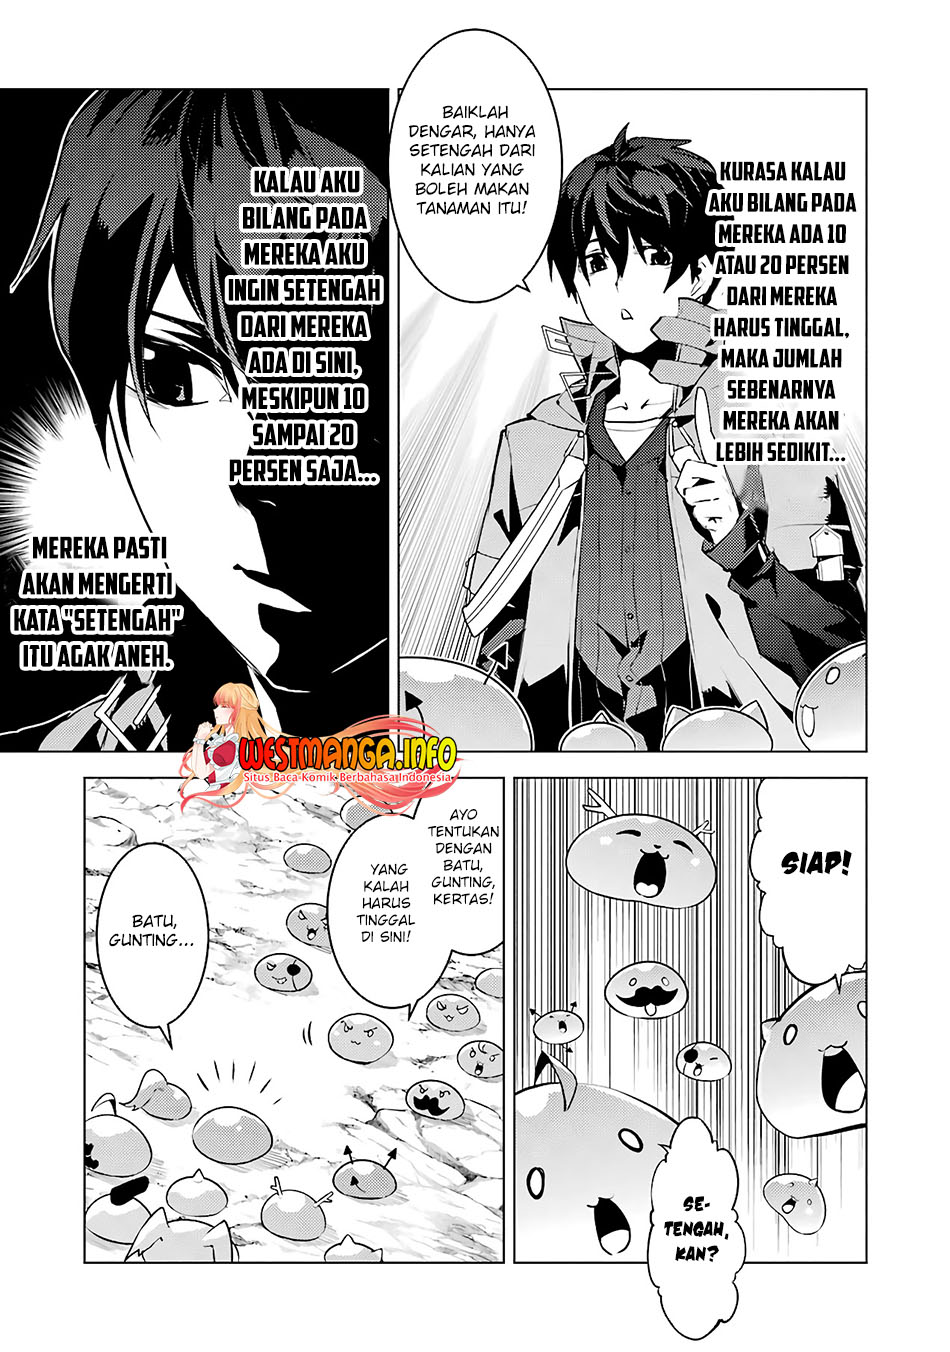 BAIKLAH
DENGAR, HANYA
SETENGAH DARI
KALIAN YANG
BOLEH MAKAN
TANAMAN ITU!
KURASA KALAU
AKU BILANG PADA
MEREKA ADA 10
ATAU 20 PERSEN
DARI MEREKA
HARUS TINGGAL,
MAKA JUMLAH
SEBENARNYA
MEREKA AKAN
LEBIH SEDIKIT...
KALAU AKU
BILANG PADA
MEREKA AKU
INGIN SETENGAH
DARI MEREKA
ADA DI SINI,
MESKIPUN 10
SAMPAI 20
PERSEN SAJA...
MEREKA PASTI
AKAN MENGERTI
KATA "SETENGAH"
ITU AGAK ANEH.
WESTMANGA.INFO
Situs Baca Komik Berbahasa Indonesia
SIAP!
SE-
TENGAH,
KAN?
AYO
TENTUKAN
DENGAN
BATU,
GUNTING,
KERTAS!
YANG
KALAH
HARUS
TINGGAL
DI SINI!
BATU,
GUNTING...